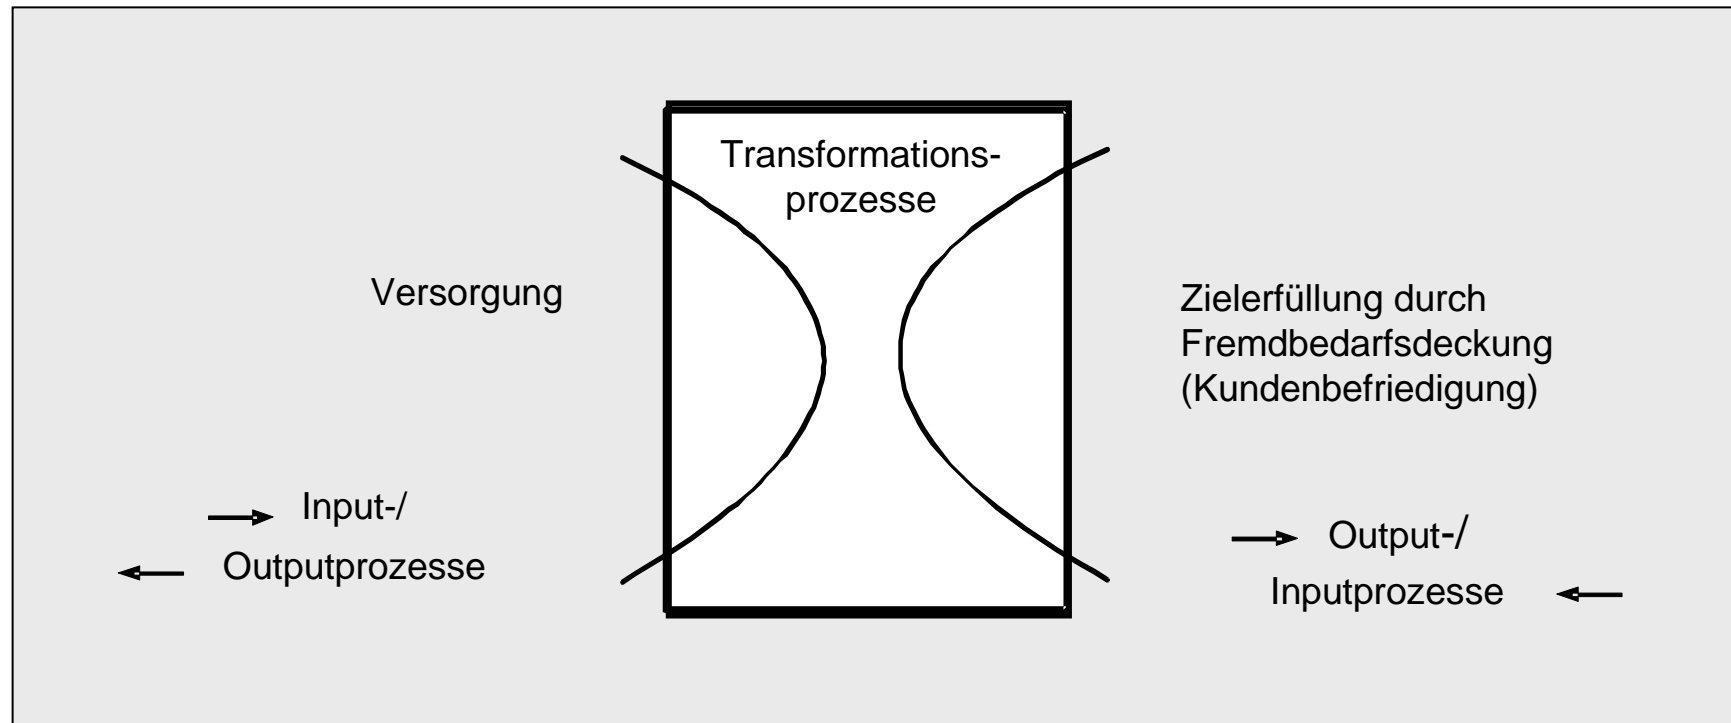 Transformations-
prozesse
Versorgung
Zielerfüllung durch
Fremdbedarfsdeckung
(Kundenbefriedigung)
Input-/
Outputprozesse
Output-/
Inputprozesse